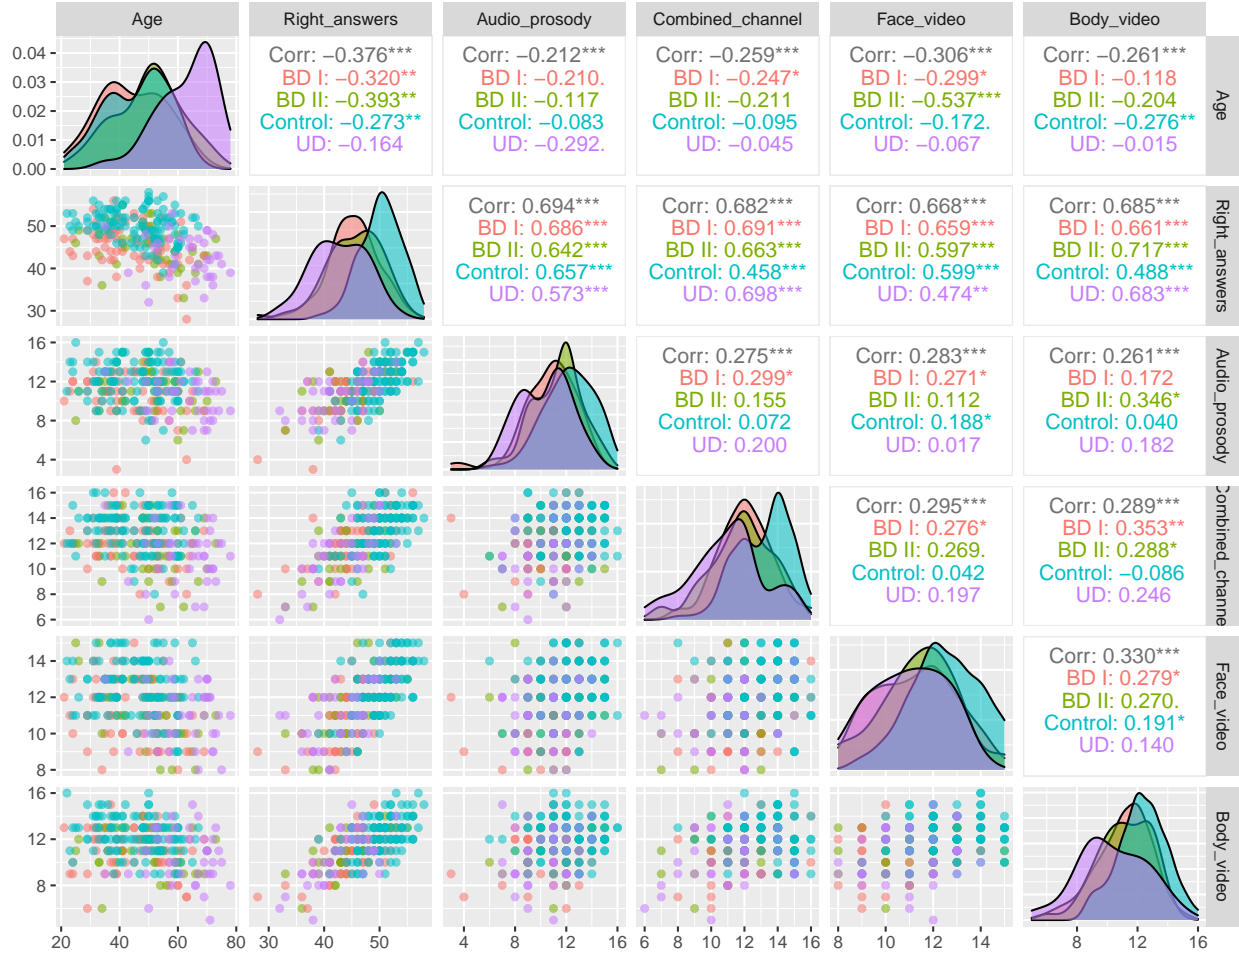 Age Right_answers Audio_prosody Combined_channel Face_video Body_video
0.04
0.03
0.02
0.01
0.00
Corr: −0.376***
BD I: −0.320**
BD II: −0.393**
Control: −0.273**
UD: −0.164
Corr: −0.212***
BD I: −0.210.
BD II: −0.117
Control: −0.083
UD: −0.292.
Corr: −0.259***
BD I: −0.247*
BD II: −0.211
Control: −0.095
UD: −0.045
Corr: −0.306***
BD I: −0.299*
BD II: −0.537***
Control: −0.172.
UD: −0.067
Corr: −0.261***
BD I: −0.118
BD II: −0.204
Control: −0.276**
UD: −0.015
Age
50
40
30
Corr: 0.694***
BD I: 0.686***
BD II: 0.642***
Control: 0.657***
UD: 0.573***
Corr: 0.682***
BD I: 0.691***
BD II: 0.663***
Control: 0.458***
UD: 0.698***
Corr: 0.668***
BD I: 0.659***
BD II: 0.597***
Control: 0.599***
UD: 0.474**
Corr: 0.685***
BD I: 0.661***
BD II: 0.717***
Control: 0.488***
UD: 0.683***
Right_answers
16
12
8
4
Corr: 0.275***
BD I: 0.299*
BD II: 0.155
Control: 0.072
UD: 0.200
Corr: 0.283***
BD I: 0.271*
BD II: 0.112
Control: 0.188*
UD: 0.017
Corr: 0.261***
BD I: 0.172
BD II: 0.346*
Control: 0.040
UD: 0.182
Audio_prosody
16
14
12
10
8
6
Corr: 0.295***
BD I: 0.276*
BD II: 0.269.
Control: 0.042
UD: 0.197
Corr: 0.289***
BD I: 0.353**
BD II: 0.288*
Control: −0.086
UD: 0.246
Combined_channe
14
12
10
8
Corr: 0.330***
BD I: 0.279*
BD II: 0.270.
Control: 0.191*
UD: 0.140
Face_video
16
12
8
Body_video
20 40 60 80 30 40 50 4 8 12 16 6 8 10 12 14 16 8 10 12 14 8 12 16